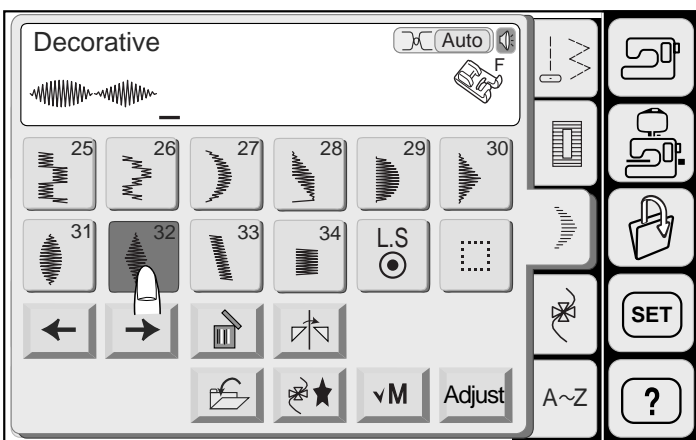 Decorative Auto
F
25 26 27 28 29 30
31 32 33 34 L.S
SET
M Adjust A~Z ?